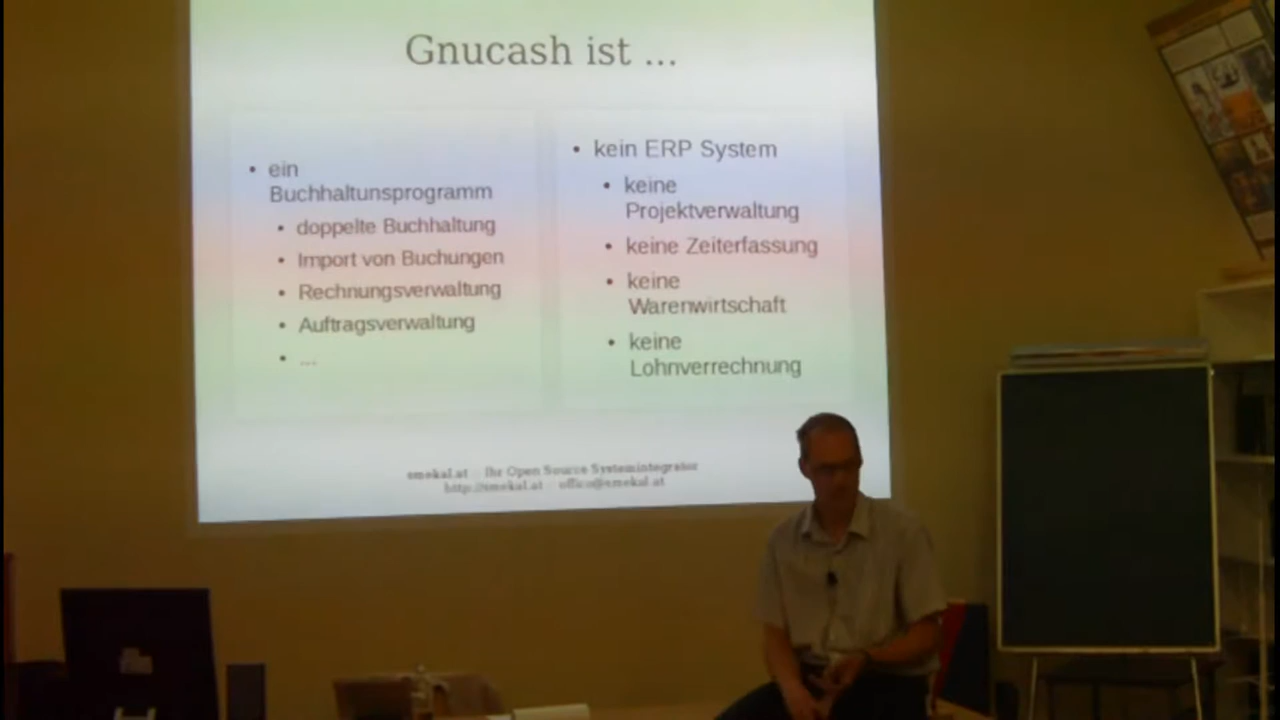 Gnucash ist ...
• ein
Buchhaltunsprogramm
• doppelte Buchhaltung
• Import von Buchungen
• Rechnungsverwaltung
• Auftragsverwaltung
• ...
• kein ERP System
• keine
Projektverwaltung
• keine Zeiterfassung
• keine
Warenwirtschaft
• keine
Lohnverrechnung
smekal.at Ihr Open Source Systemintegrator
http://smekal.at office@smekal.at